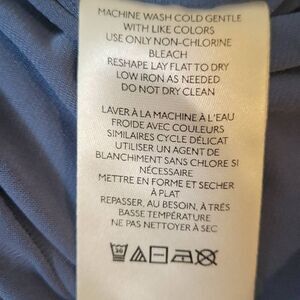 MACHINE WASH COLD GENTLE
WITH LIKE COLORS
USE ONLY NON-CHLORINE
BLEACH
RESHAPE LAY FLAT TO DRY
LOW IRON AS NEEDED
DO NOT DRY CLEAN
LAVER À LA MACHINE À L'EAU
FROIDE AVEC COULEURS
SIMILAIRES CYCLE DÉLICAT
UTILISER UN AGENT DE
BLANCHIMENT SANS CHLORE SI
NÉCESSAIRE
METTRE EN FORME ET SECHER
À PLAT
REPASSER, AU BESOIN, À TRÈS
BASSE TEMPÉRATURE
NE PAS NETTOYER À SEC
30